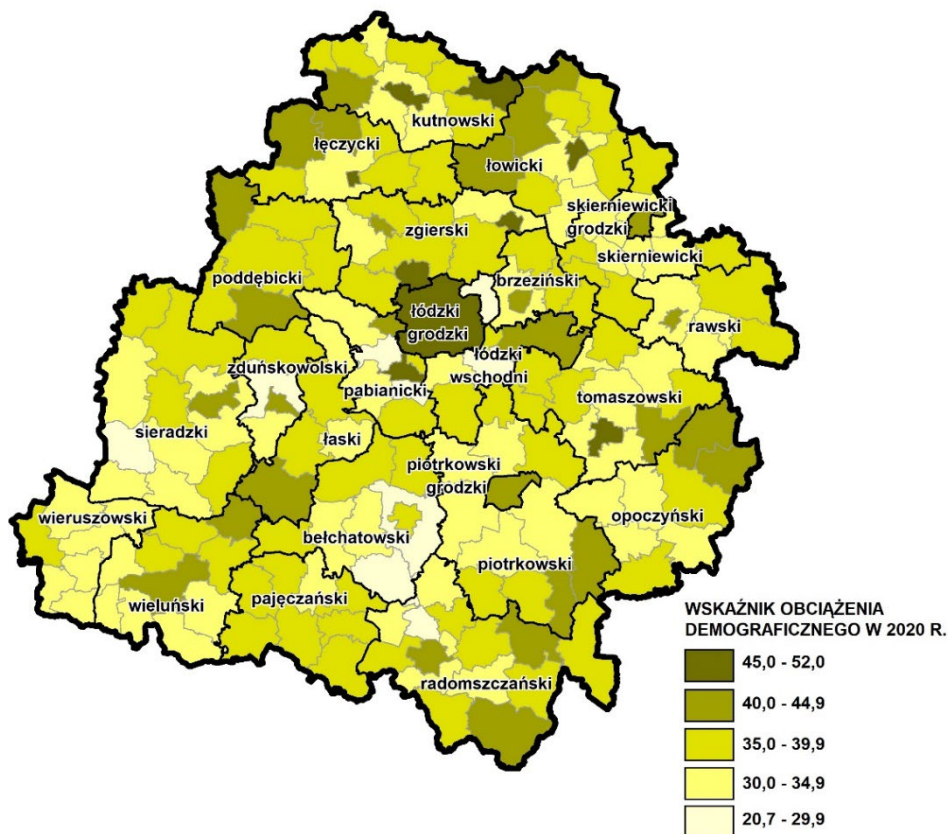 kutnowski
łęczycki
łowicki
skierniewicki
grodzki
zgierski
skierniewicki
brzeziński
poddębicki
łódzki
grodzki
rawski
łódzki
wschodni
zduńskowolski
pabianicki
tomaszowski
sieradzki
łaski
piotrkowski
grodzki
wieruszowski
opoczyński
bełchatowski
piotrkowski
wieluński
pajęczański
radomszczański
WSKAŹNIK OBCIĄŻENIA
DEMOGRAFICZNEGO W 2020 R.
45,0 - 52,0
40,0 - 44,9
35,0 - 39,9
30,0 - 34,9
20,7 - 29,9